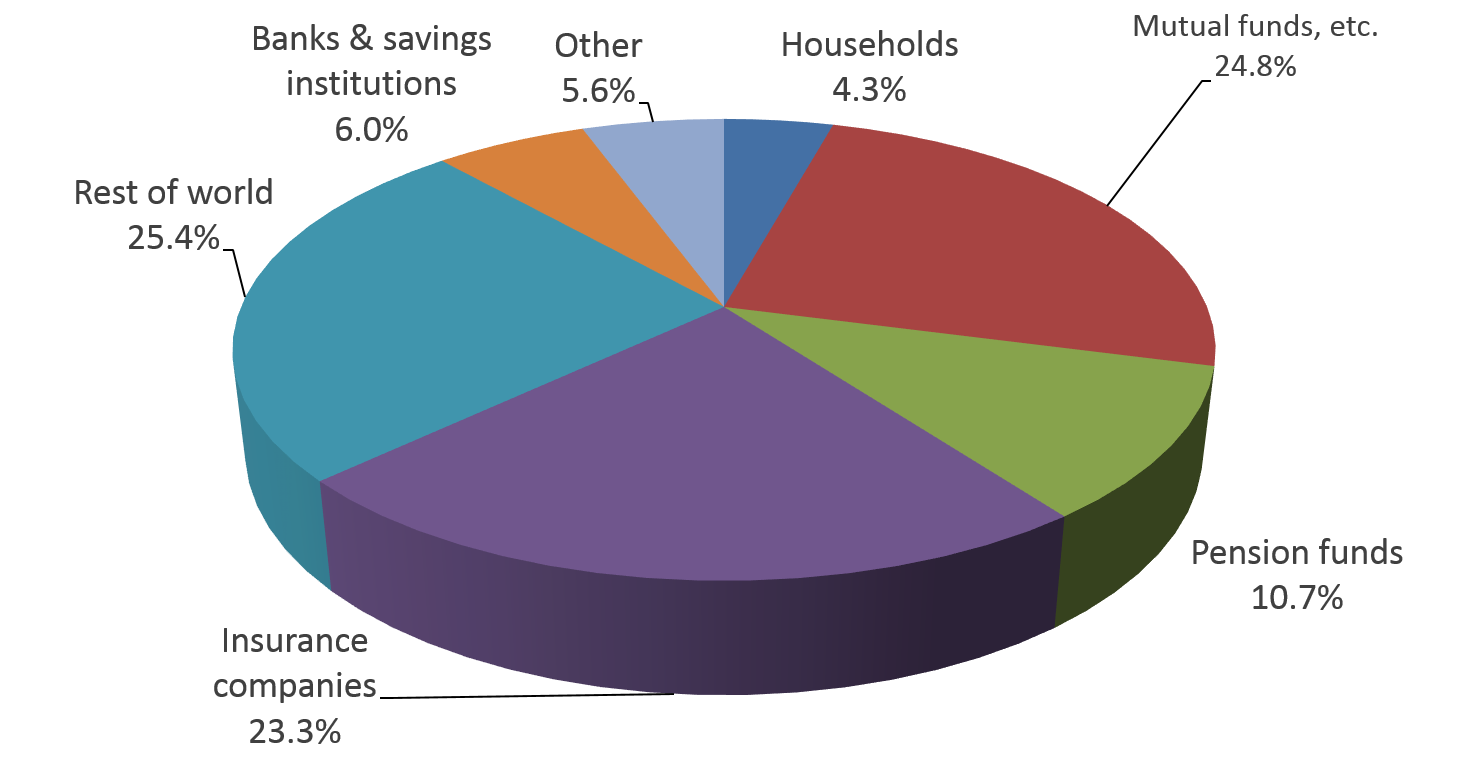 Banks & savings
institutions
6.0%
Other
5.6%
Households
4.3%
Mutual funds, etc.
24.8%
Rest of world
25.4%
Pension funds
10.7%
Insurance
companies
23.3%